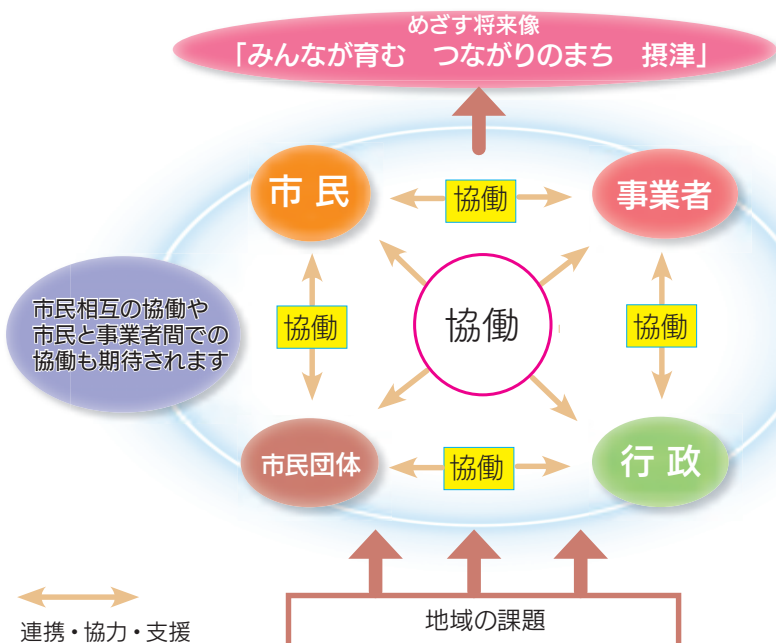 めざす将来像
「みんなが育む　つながりのまち　摂津」
市 民
協働
事業者
市民相互の協働や
市民と事業者間での
協働も期待されます
協働
協働
協働
市民団体
協働
行 政
連携・協力・支援
地域の課題